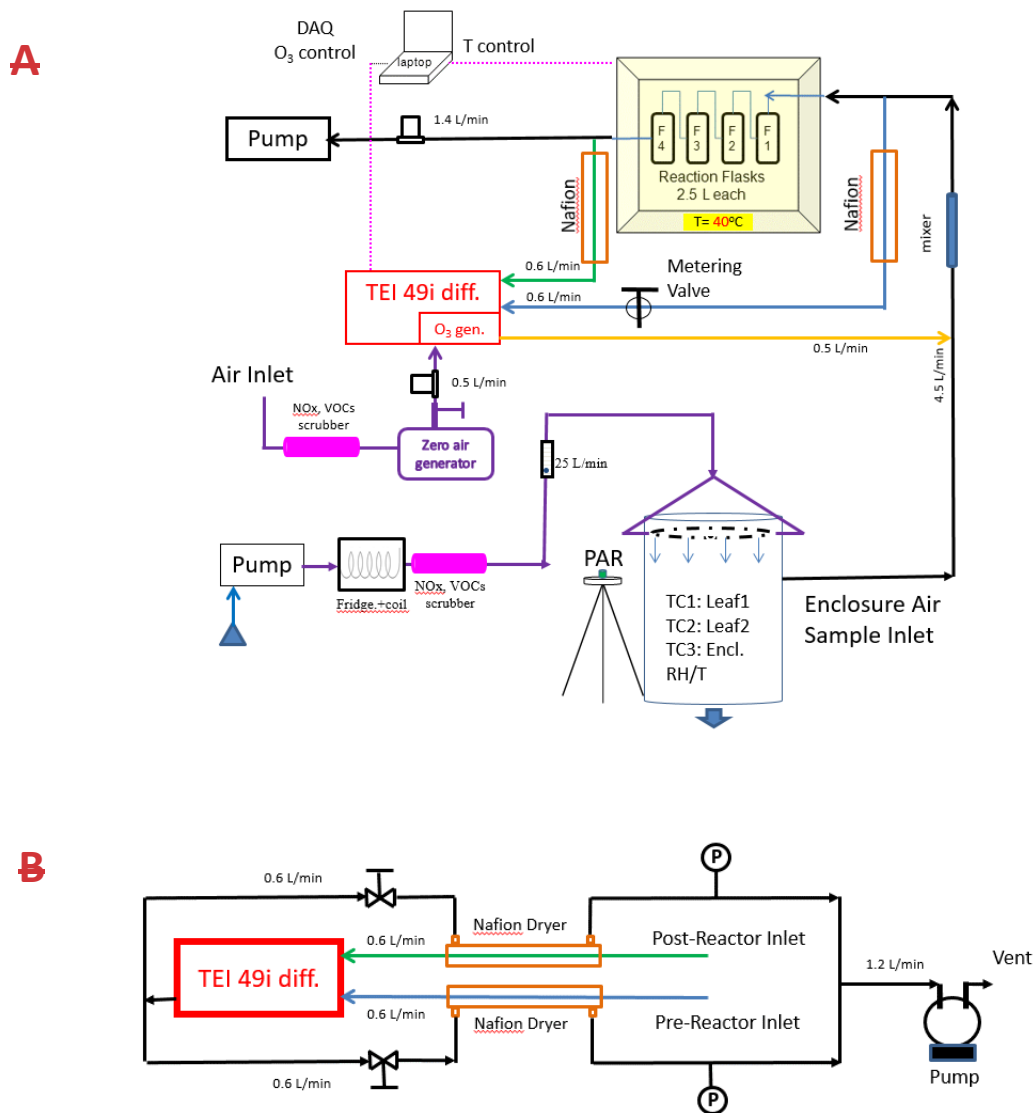 A
DAQ
O3 control
T control
laptop
Pump
1.4 L/min
F
4
F
3
F
2
F
1
Reaction Flasks
2.5 L each
T= 40ºC
Nafion
Nafion
mixer
0.6 L/min
Metering
Valve
TEI 49i diff.
0.6 L/min
O3 gen.
0.5 L/min
4.5 L/min
Air Inlet
0.5 L/min
NOx, VOCs
scrubber
Zero air
generator
25 L/min
Pump
Fridge.+coil
NOx, VOCs
scrubber
PAR
TC1: Leaf1
TC2: Leaf2
TC3: Encl.
RH/T
Enclosure Air
Sample Inlet
B
0.6 L/min
P
Nafion Dryer
0.6 L/min
Post-Reactor Inlet
TEI 49i diff.
1.2 L/min
Vent
0.6 L/min
Nafion Dryer
Pre-Reactor Inlet
0.6 L/min
Pump
P